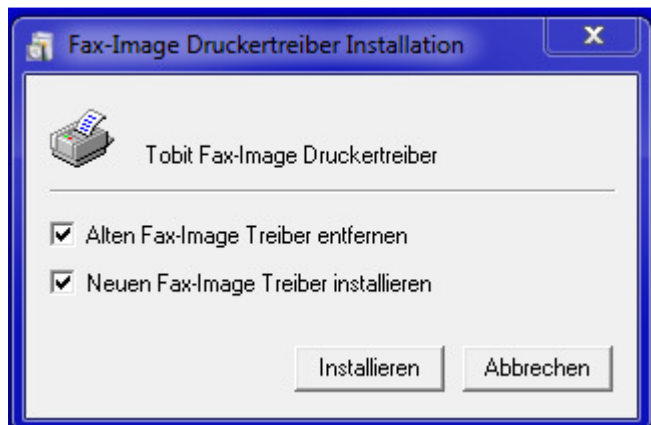 Fax-Image Druckertreiber Installation
Tobit Fax-Image Druckertreiber
Alten Fax-Image Treiber entfernen
Neuen Fax-Image Treiber installieren
Installieren Abbrechen